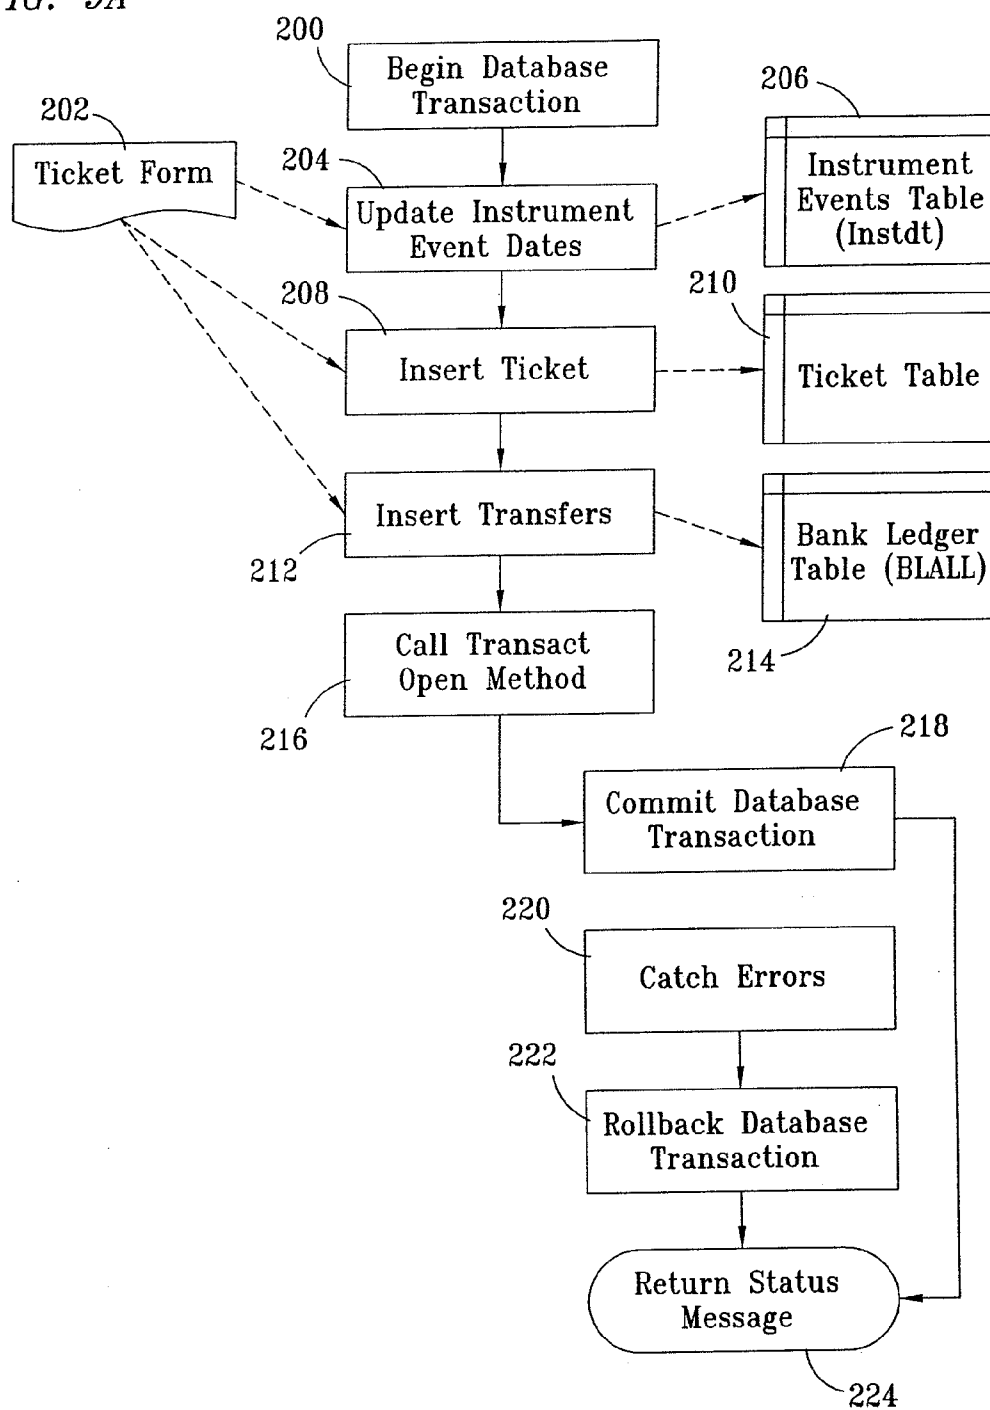 200
Begin Database
Transaction
202
Ticket Form
204
Update Instrument
Event Dates
206
Instrument
Events Table
(Instdt)
208
Insert Ticket
210
Ticket Table
Insert Transfers
212
Bank Ledger
Table (BLALL)
214
Call Transact
Open Method
216
218
Commit Database
Transaction
220
Catch Errors
222
Rollback Database
Transaction
Return Status
Message
224